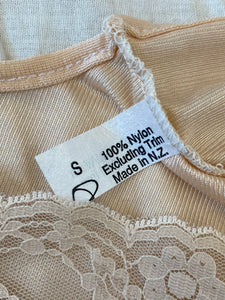 S
100% Nylon
Excluding Trim
Made in N.Z.